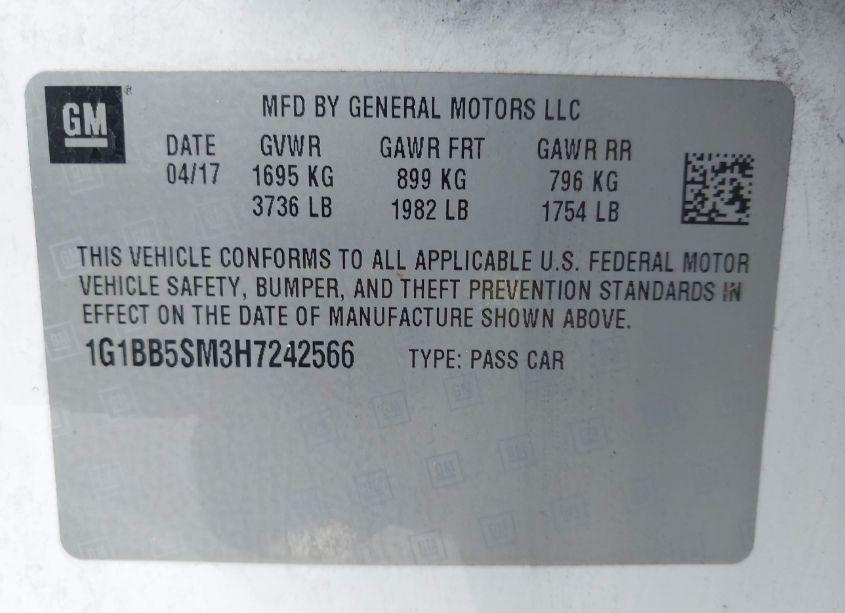 GM®
MFD BY GENERAL MOTORS LLC
DATE GVWR GAWR FRT GAWR RR
04/17 1695 KG 899 KG 796 KG
3736 LB 1982 LB 1754 LB
THIS VEHICLE CONFORMS TO ALL APPLICABLE U.S. FEDERAL MOTOR
VEHICLE SAFETY, BUMPER, AND THEFT PREVENTION STANDARDS IN
EFFECT ON THE DATE OF MANUFACTURE SHOWN ABOVE.
1G1BB5SM3H7242566 TYPE: PASS CAR